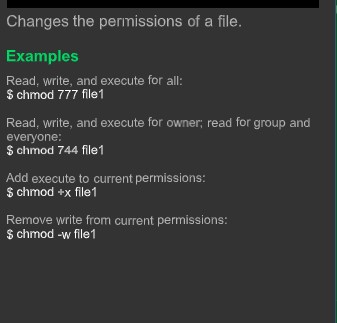 Changes the permissions of a file.
Examples
Read, write, and execute for all:
$ chmod 777 file1
Read, write, and execute for owner; read for group and
everyone:
$ chmod 744 file1
Add execute to current permissions:
$ chmod +x file1
Remove write from current permissions:
$ chmod -w file1